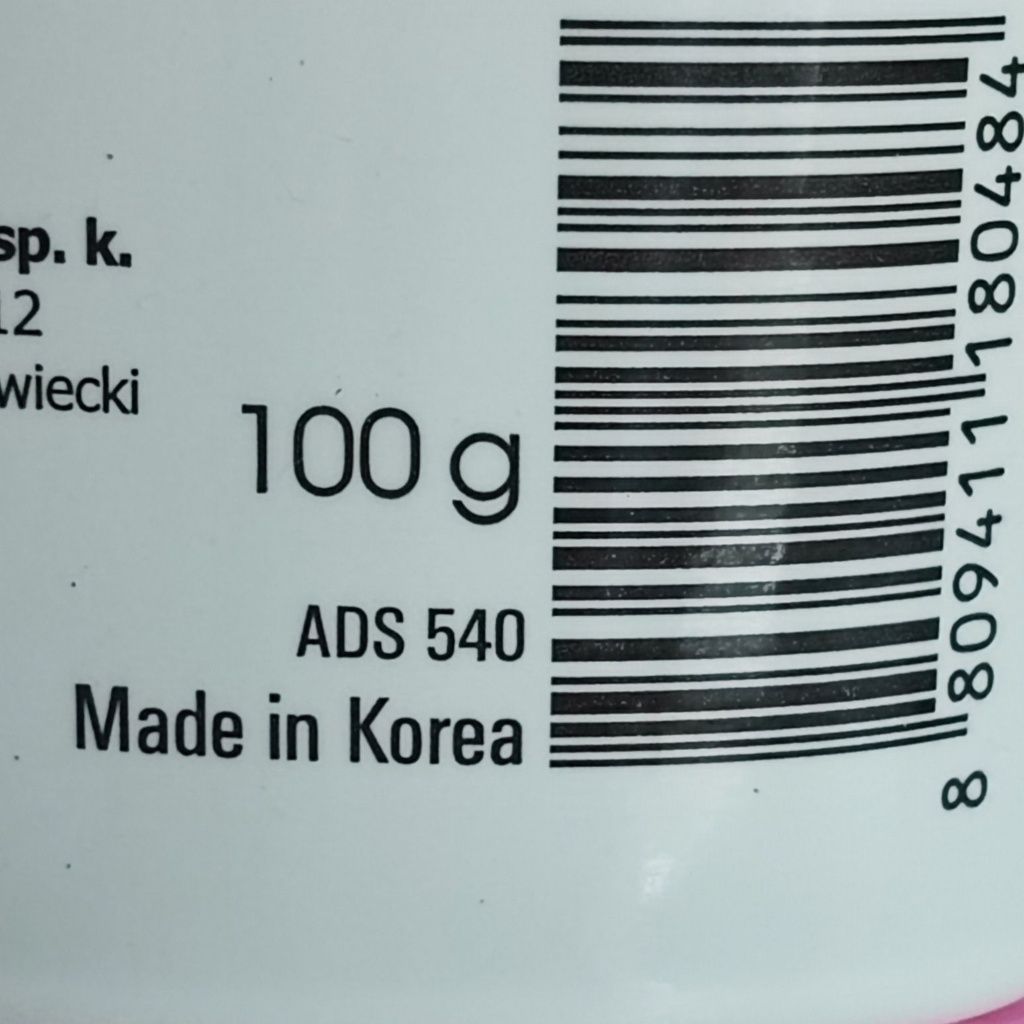 sp. k.
12
wiecki
100 g
ADS 540
Made in Korea
8 809411 180484